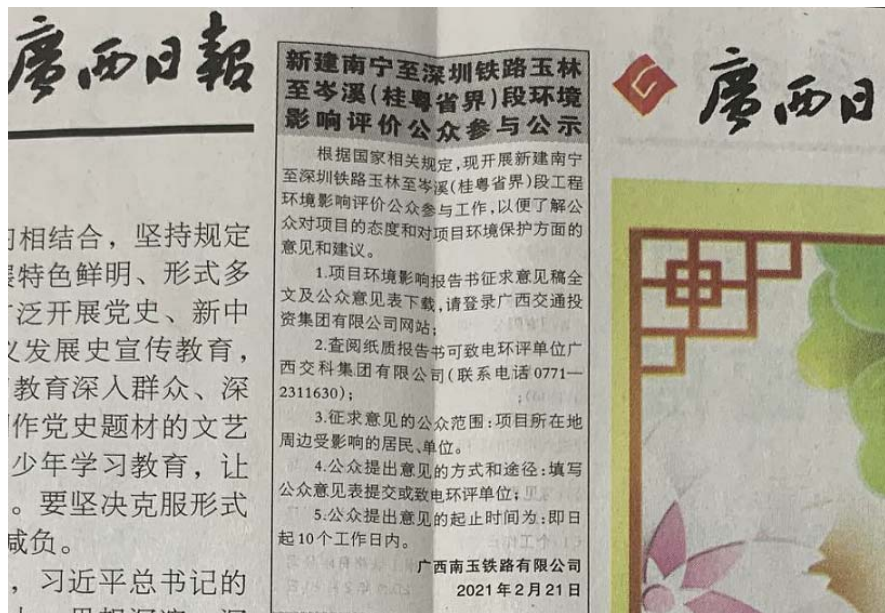 廣西日報
相结合，坚持规定
特色鲜明、形式多
泛开展党史、新中
义发展史宣传教育，
教育深入群众、深
作党史题材的文艺
少年学习教育，让
。要坚决克服形式
减负。
，习近平总书记的
新建南宁至深圳铁路玉林
至岑溪(桂粤省界)段环境
影响评价公众参与公示
根据国家相关规定，现开展新建南宁
至深圳铁路玉林至岑溪(桂粤省界)段工程
环境影响评价公众参与工作，以便了解公
众对项目的态度和对项目环境保护方面的
意见和建议。
1.项目环境影响报告书征求意见稿全
文及公众意见表下载，请登录广西交通投
资集团有限公司网站；
2.查阅纸质报告书可致电环评单位广
西交科集团有限公司(联系电话0771—
2311630)；
3.征求意见的公众范围：项目所在地
周边受影响的居民、单位。
4.公众提出意见的方式和途径：填写
公众意见表提交或致电环评单位；
5.公众提出意见的起止时间为：即日
起10个工作日内。
广西南玉铁路有限公司
2021年2月21日
廣西日